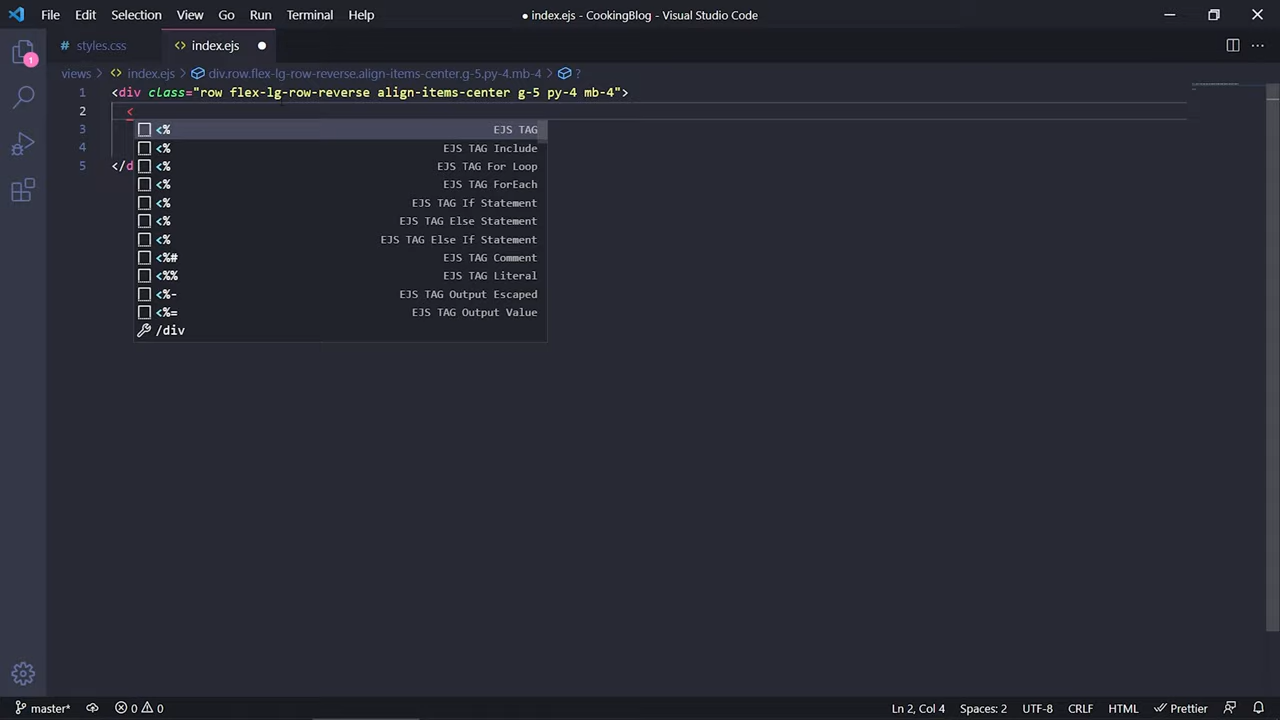 File Edit Selection View Go Run Terminal Help
● index.ejs - CookingBlog - Visual Studio Code
1
# styles.css
<> index.ejs ●
views > <> index.ejs > div.row.flex-lg-row-reverse.align-items-center.g-5.py-4.mb-4 > ?
1 <div class="row flex-lg-row-reverse align-items-center g-5 py-4 mb-4">
2 <
<% EJS TAG
3
<% EJS TAG Include
4
<% EJS TAG For Loop
5 </d
<% EJS TAG ForEach
<% EJS TAG If Statement
<% EJS TAG Else Statement
<% EJS TAG Else If Statement
<%# EJS TAG Comment
<%% EJS TAG Literal
<%- EJS TAG Output Escaped
<%= EJS TAG Output Value
/div
master* 0 0 Ln 2, Col 4 Spaces: 2 UTF-8 CRLF HTML Prettier